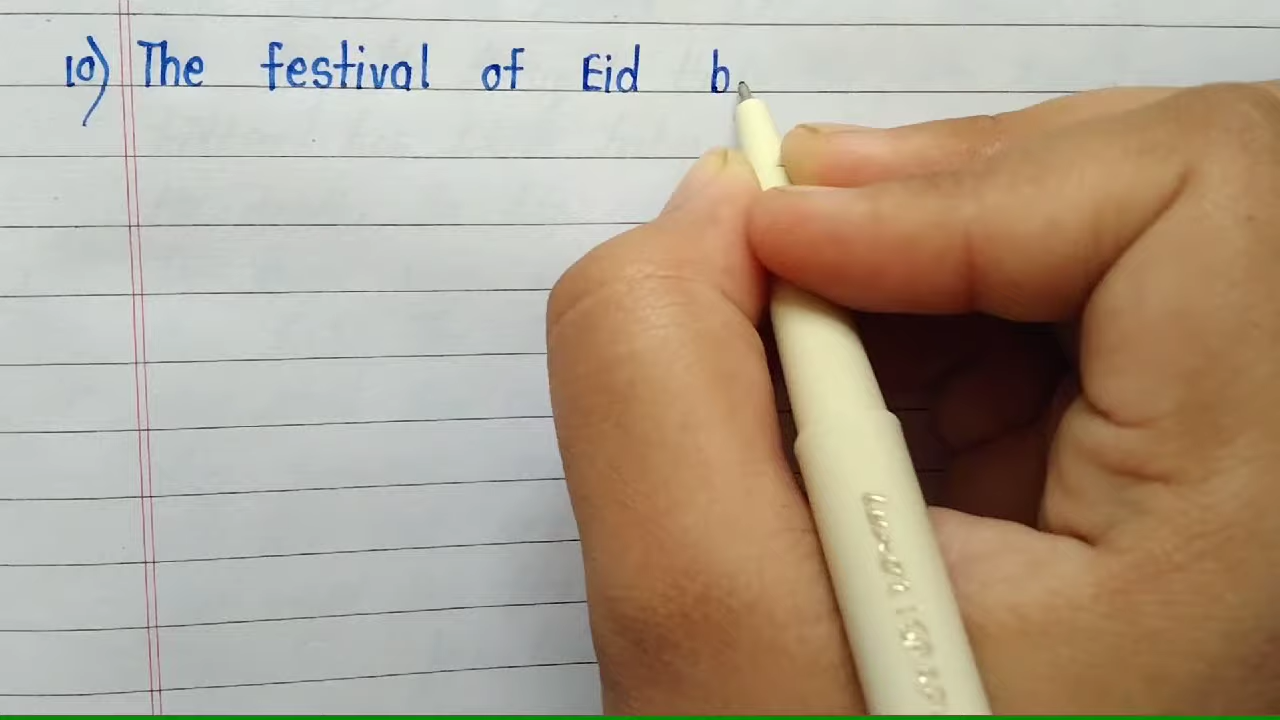 10) The festival of Eid b